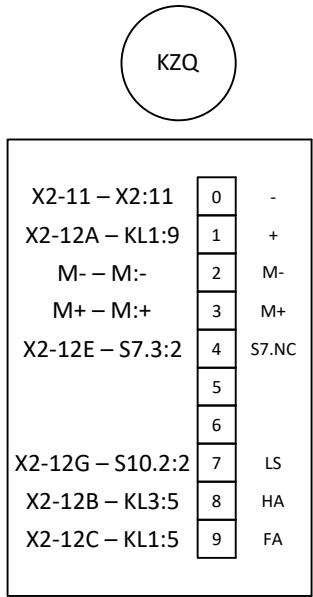 KZQ
X2-11 – X2:11 0 -
X2-12A – KL1:9 1 +
M- – M:- 2 M-
M+ – M:+ 3 M+
X2-12E – S7.3:2 4 S7.NC
5
6
X2-12G – S10.2:2 7 LS
X2-12B – KL3:5 8 HA
X2-12C – KL1:5 9 FA